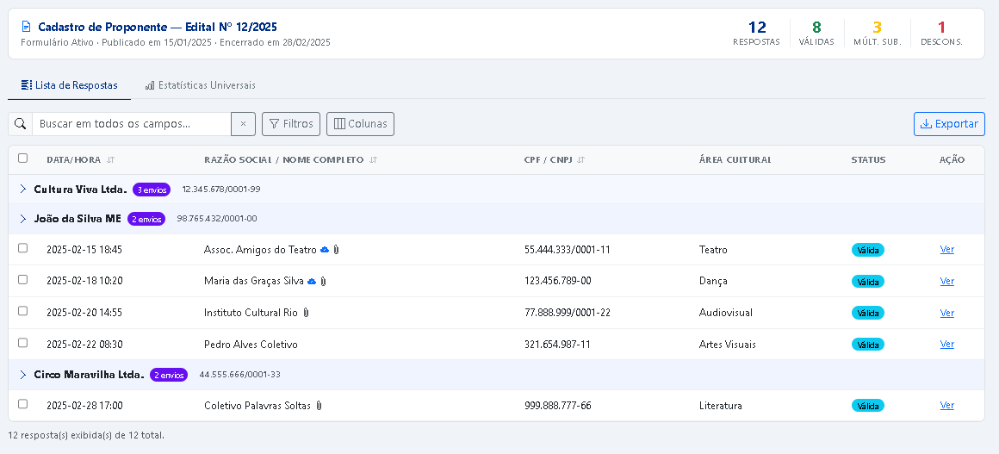 Cadastro de Proponente — Edital Nº 12/2025
Formulário Ativo · Publicado em 15/01/2025 · Encerrado em 28/02/2025
12 8 3 1
RESPOSTAS VÁLIDAS MÚLT. SUB. DESCONS.
Lista de Respostas Estatísticas Universais
Buscar em todos os campos... × Filtros Colunas Exportar
DATA/HORA RAZÃO SOCIAL / NOME COMPLETO CPF / CNPJ ÁREA CULTURAL STATUS AÇÃO
Cultura Viva Ltda. 3 envios 12.345.678/0001-99
João da Silva ME 2 envios 98.765.432/0001-00
2025-02-15 18:45 Assoc. Amigos do Teatro 55.444.333/0001-11 Teatro Válida Ver
2025-02-18 10:20 Maria das Graças Silva 123.456.789-00 Dança Válida Ver
2025-02-20 14:55 Instituto Cultural Rio 77.888.999/0001-22 Audiovisual Válida Ver
2025-02-22 08:30 Pedro Alves Coletivo 321.654.987-11 Artes Visuais Válida Ver
Circo Maravilha Ltda. 2 envios 44.555.666/0001-33
2025-02-28 17:00 Coletivo Palavras Soltas 999.888.777-66 Literatura Válida Ver
12 resposta(s) exibida(s) de 12 total.